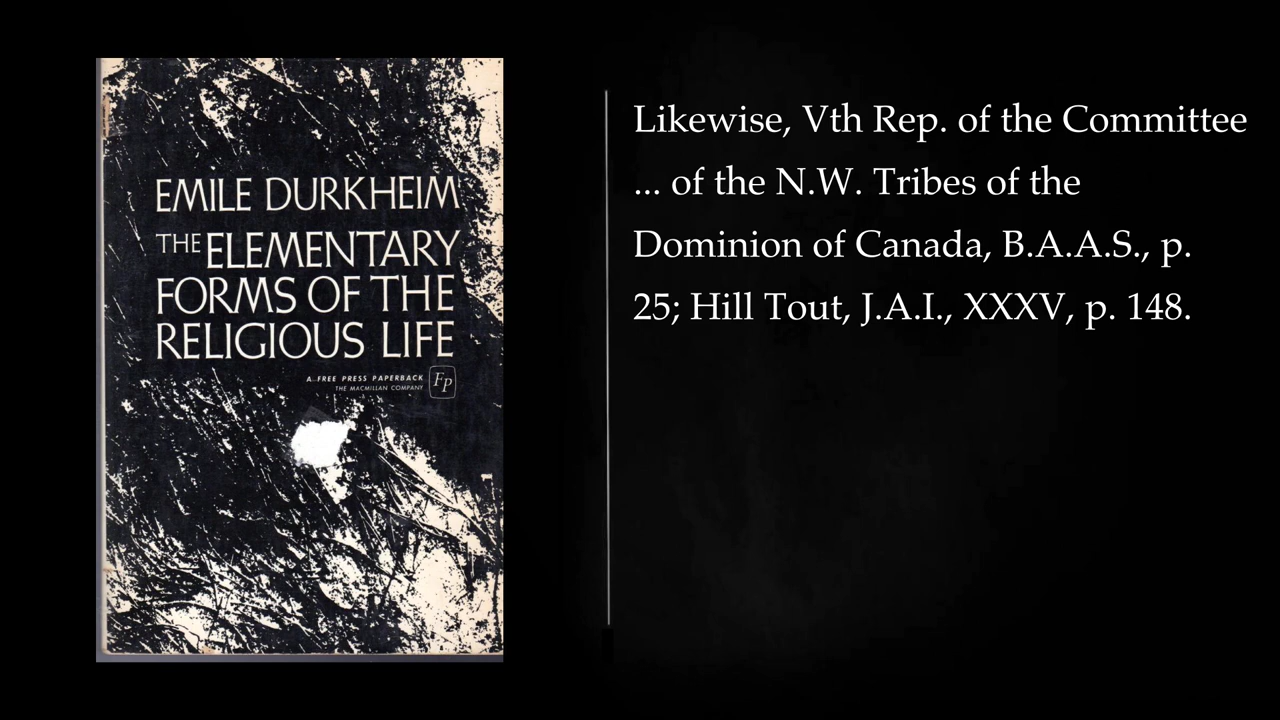 EMILE DURKHEIM
THE ELEMENTARY
FORMS OF THE
RELIGIOUS LIFE
A FREE PRESS PAPERBACK
THE MACMILLAN COMPANY
FP
Likewise, Vth Rep. of the Committee
... of the N.W. Tribes of the
Dominion of Canada, B.A.A.S., p.
25; Hill Tout, J.A.I., XXXV, p. 148.